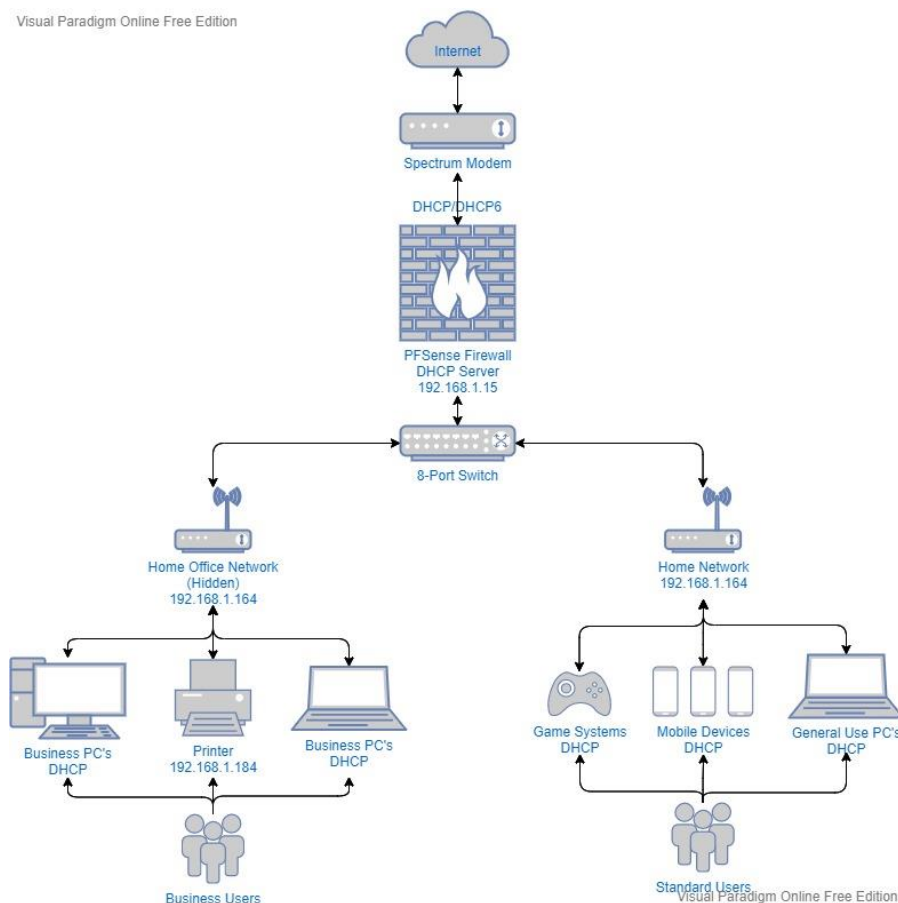 Visual Paradigm Online Free Edition
Internet
Spectrum Modem
DHCP/DHCP6
PFSense Firewall
DHCP Server
192.168.1.15
8-Port Switch
Home Office Network
(Hidden)
192.168.1.164
Home Network
192.168.1.164
Business PC's
DHCP
Printer
192.168.1.184
Business PC's
DHCP
Game Systems
DHCP
Mobile Devices
DHCP
General Use PC's
DHCP
Business Users
Standard Users
Visual Paradigm Online Free Edition